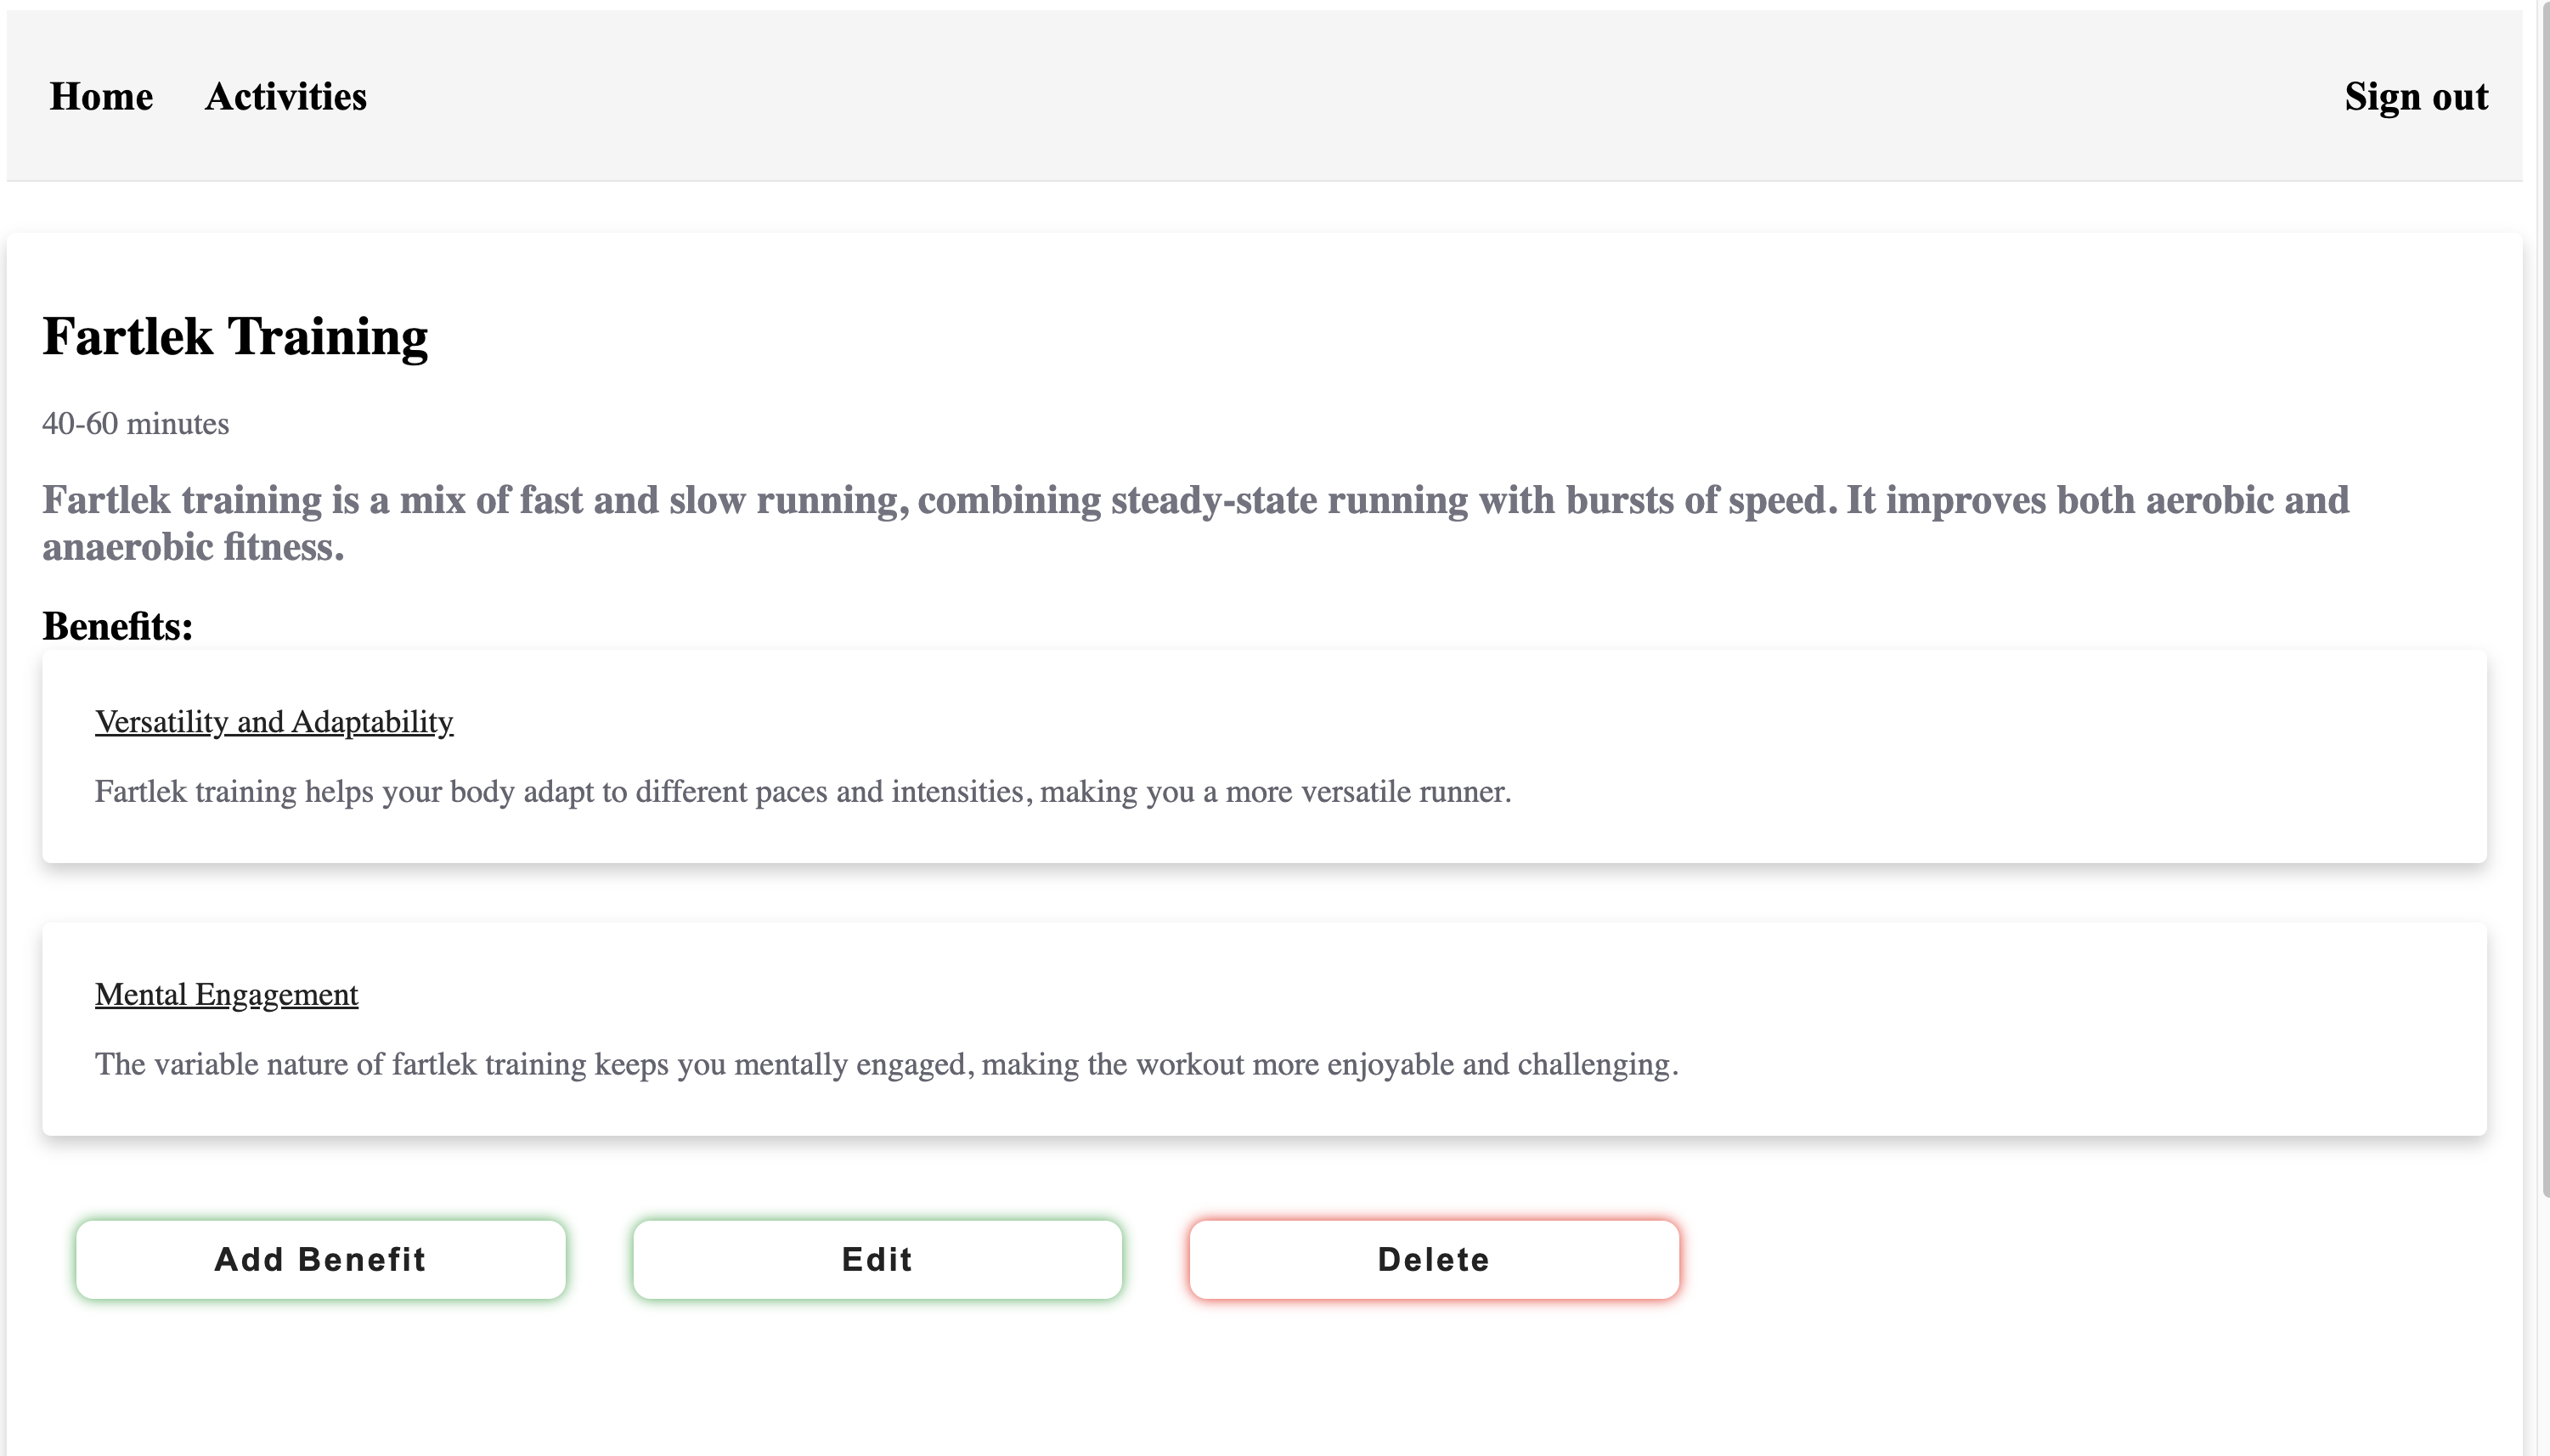 Home Activities Sign out
Fartlek Training
40-60 minutes
Fartlek training is a mix of fast and slow running, combining steady-state running with bursts of speed. It improves both aerobic and
anaerobic fitness.
Benefits:
Versatility and Adaptability
Fartlek training helps your body adapt to different paces and intensities, making you a more versatile runner.
Mental Engagement
The variable nature of fartlek training keeps you mentally engaged, making the workout more enjoyable and challenging.
Add Benefit Edit Delete